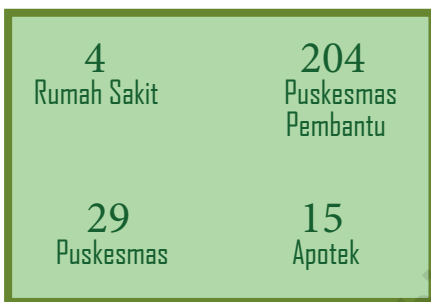 4
Rumah Sakit
204
Puskesmas
Pembantu
29
Puskesmas
15
Apotek